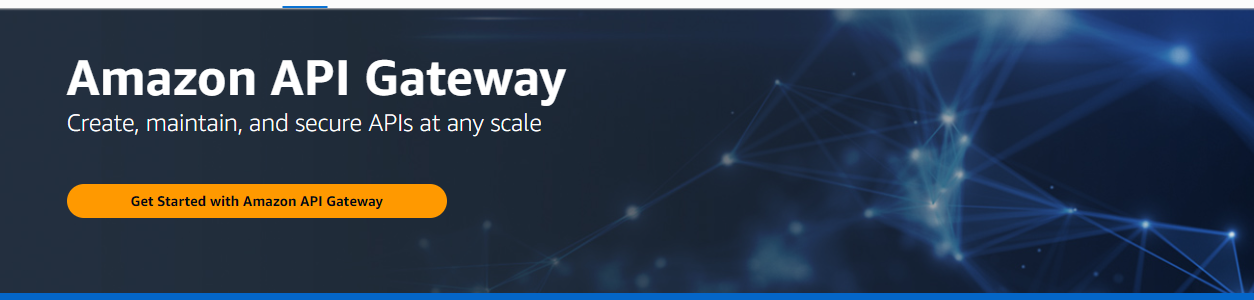 Amazon API Gateway
Create, maintain, and secure APIs at any scale
Get Started with Amazon API Gateway